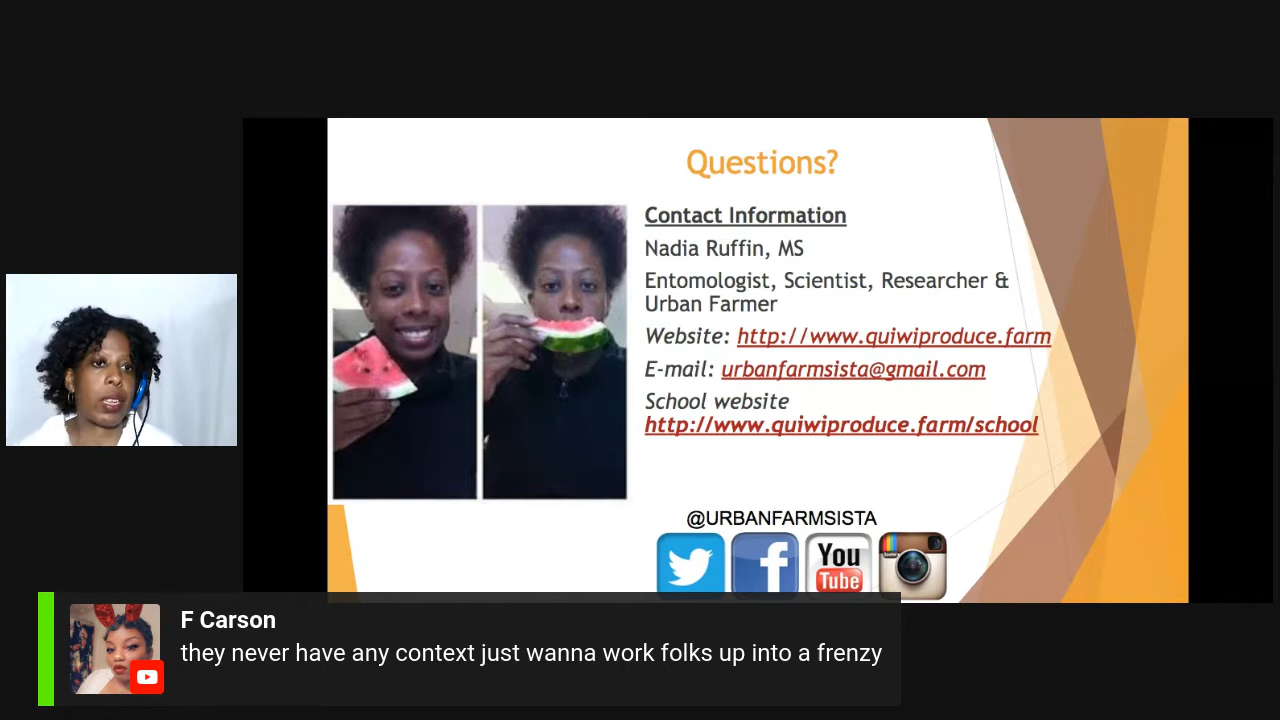 Questions?
Contact Information
Nadia Ruffin, MS
Entomologist, Scientist, Researcher &
Urban Farmer
Website: http://www.quiwiproduce.farm
E-mail: urbanfarmsista@gmail.com
School website
http://www.quiwiproduce.farm/school
@URBANFARMSISTA
You
Tube
F Carson
they never have any context just wanna work folks up into a frenzy